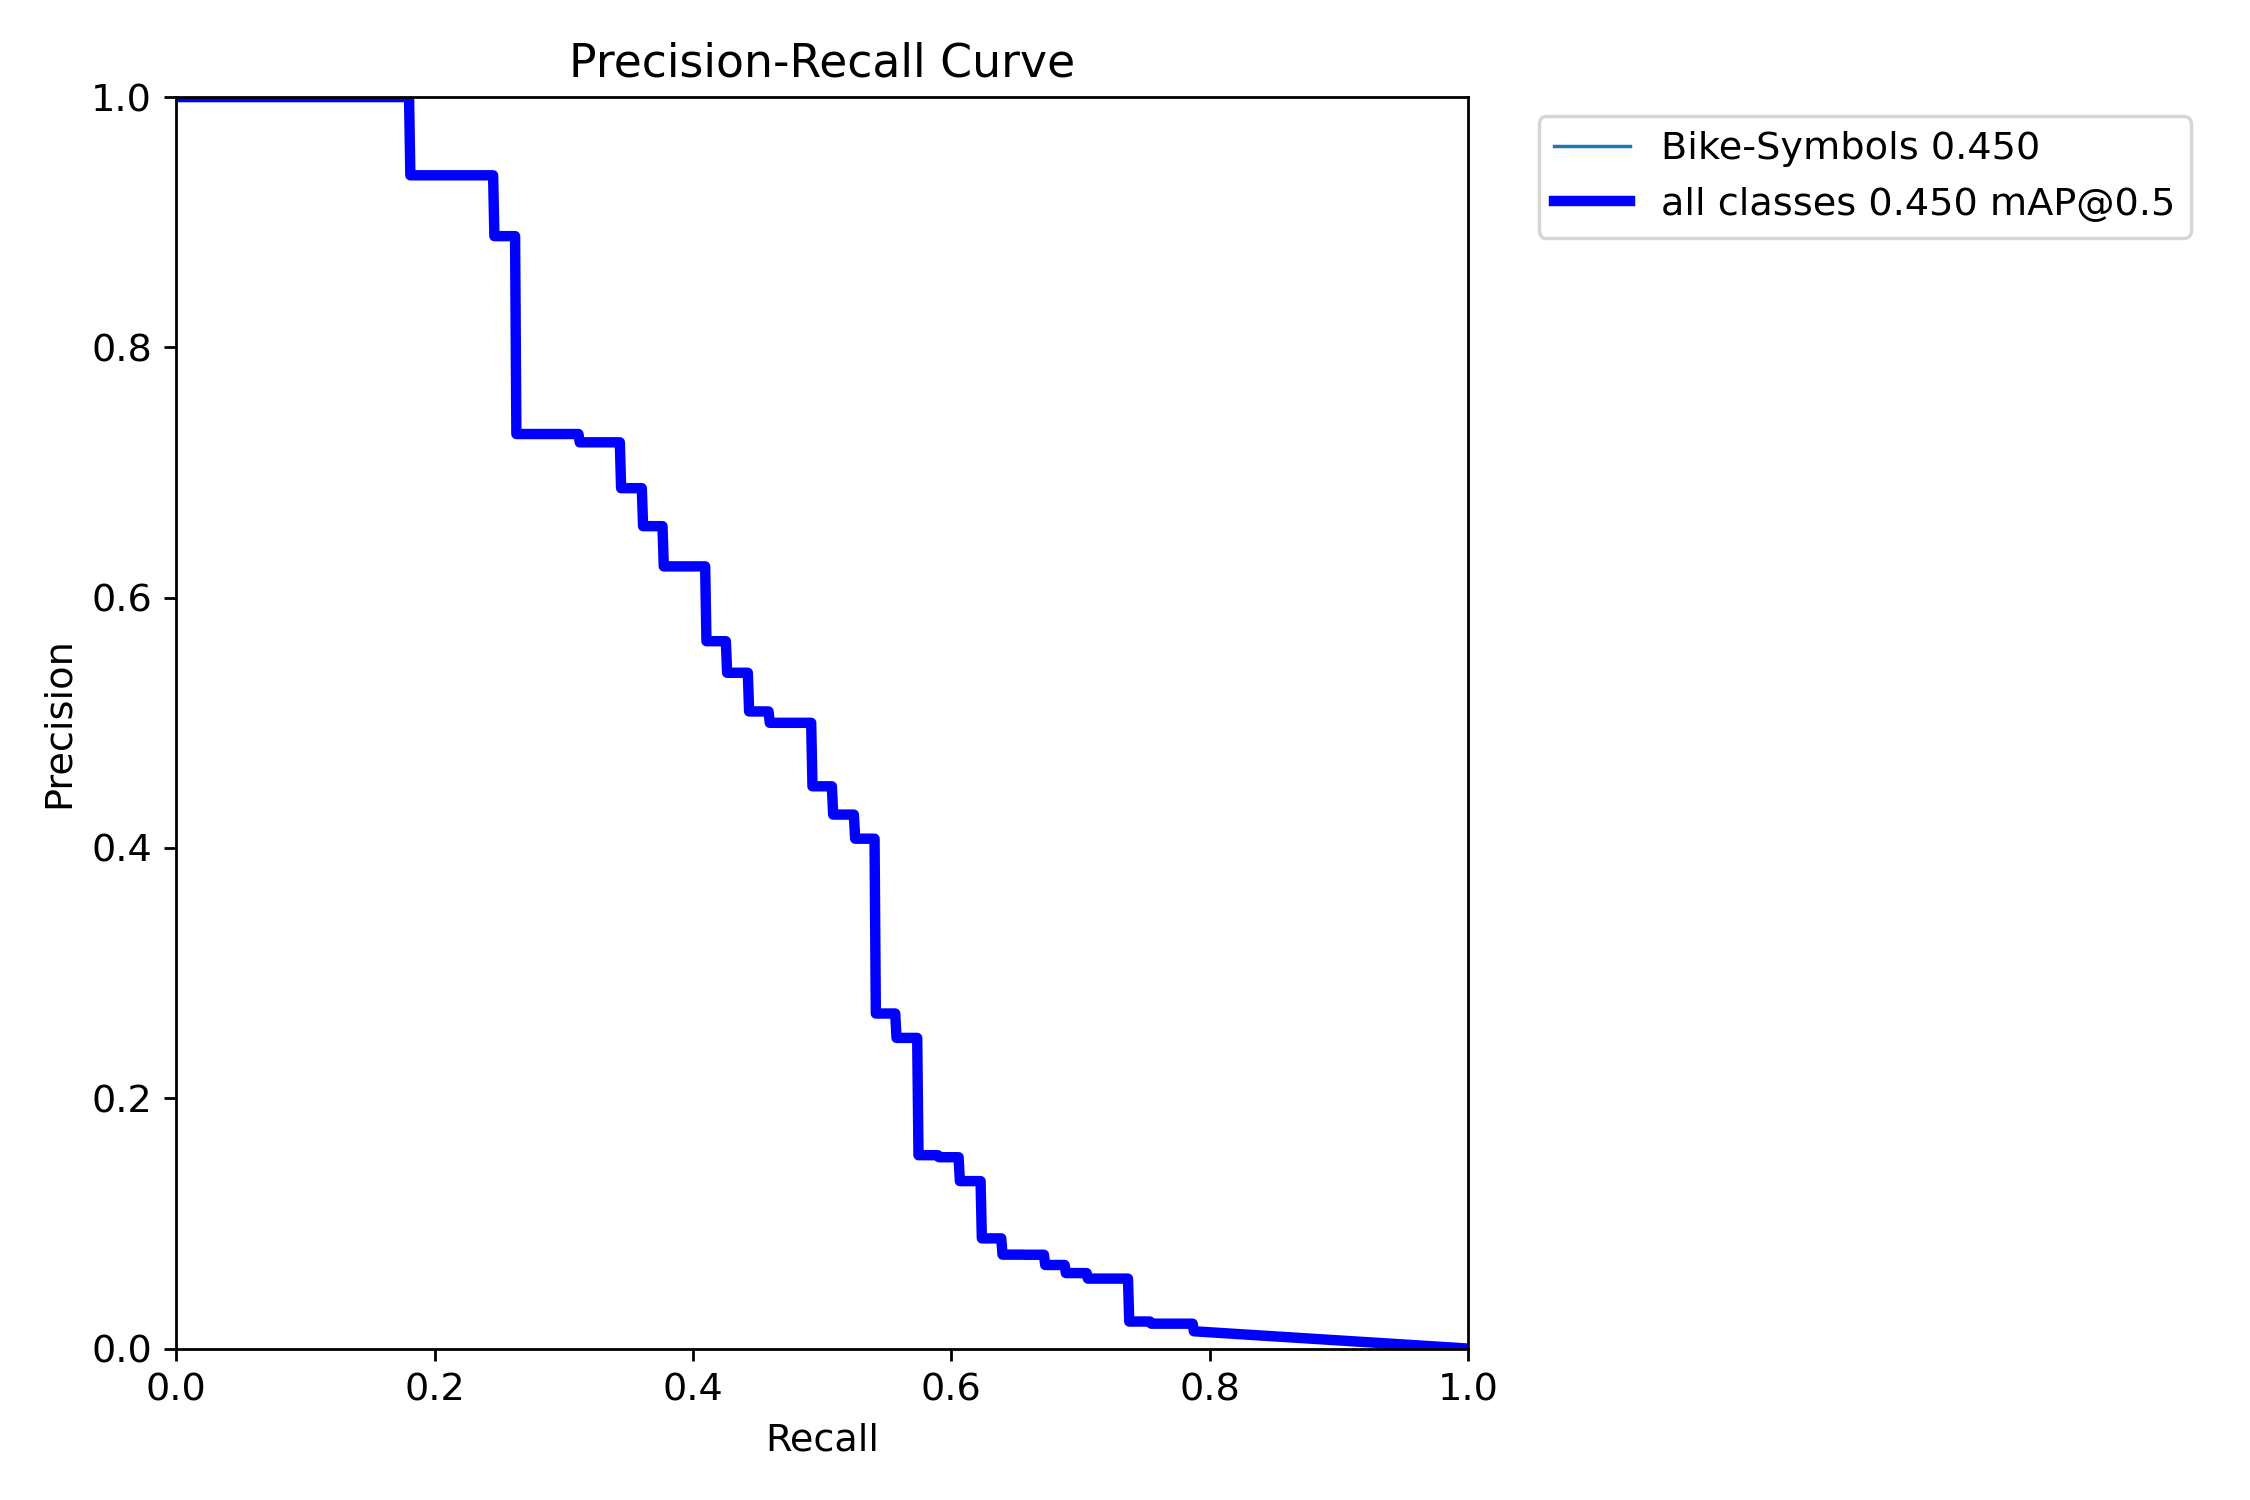 Precision-Recall Curve
1.0
0.8
0.6
0.4
0.2
0.0
Precision
0.0 0.2 0.4 0.6 0.8 1.0
Recall
Bike-Symbols 0.450
all classes 0.450 mAP@0.5